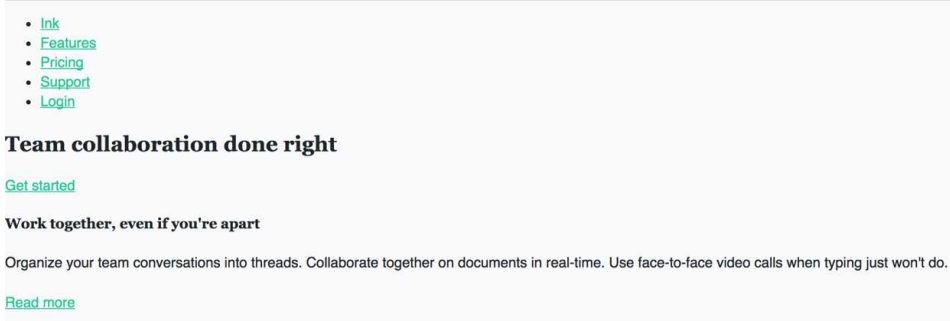 Ink
Features
Pricing
Support
Login
Team collaboration done right
Get started
Work together, even if you're apart
Organize your team conversations into threads. Collaborate together on documents in real-time. Use face-to-face video calls when typing just won't do.
Read more